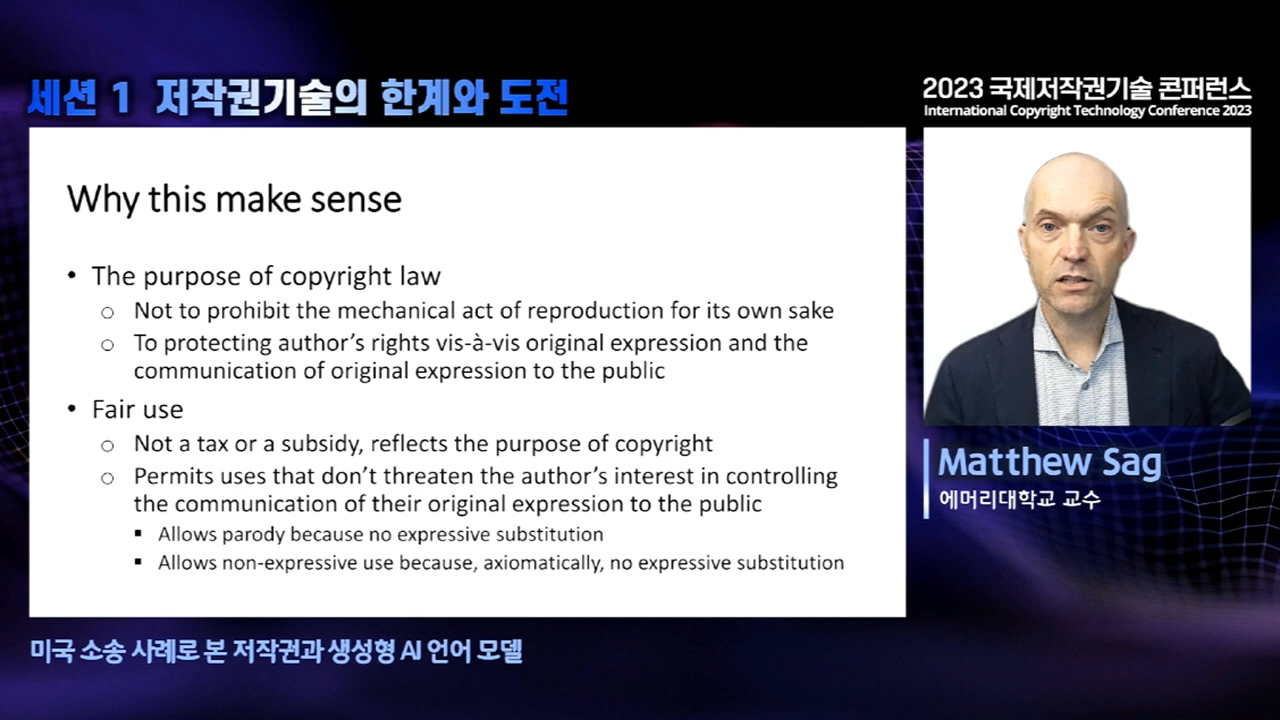 세션 1 저작권기술의 한계와 도전
2023 국제저작권기술 콘퍼런스
International Copyright Technology Conference 2023
Why this make sense
• The purpose of copyright law
○ Not to prohibit the mechanical act of reproduction for its own sake
○ To protecting author's rights vis-à-vis original expression and the
communication of original expression to the public
• Fair use
○ Not a tax or a subsidy, reflects the purpose of copyright
○ Permits uses that don't threaten the author's interest in controlling
the communication of their original expression to the public
▪ Allows parody because no expressive substitution
▪ Allows non-expressive use because, axiomatically, no expressive substitution
Matthew Sag
에머리대학교 교수
미국 소송 사례로 본 저작권과 생성형 AI 언어 모델